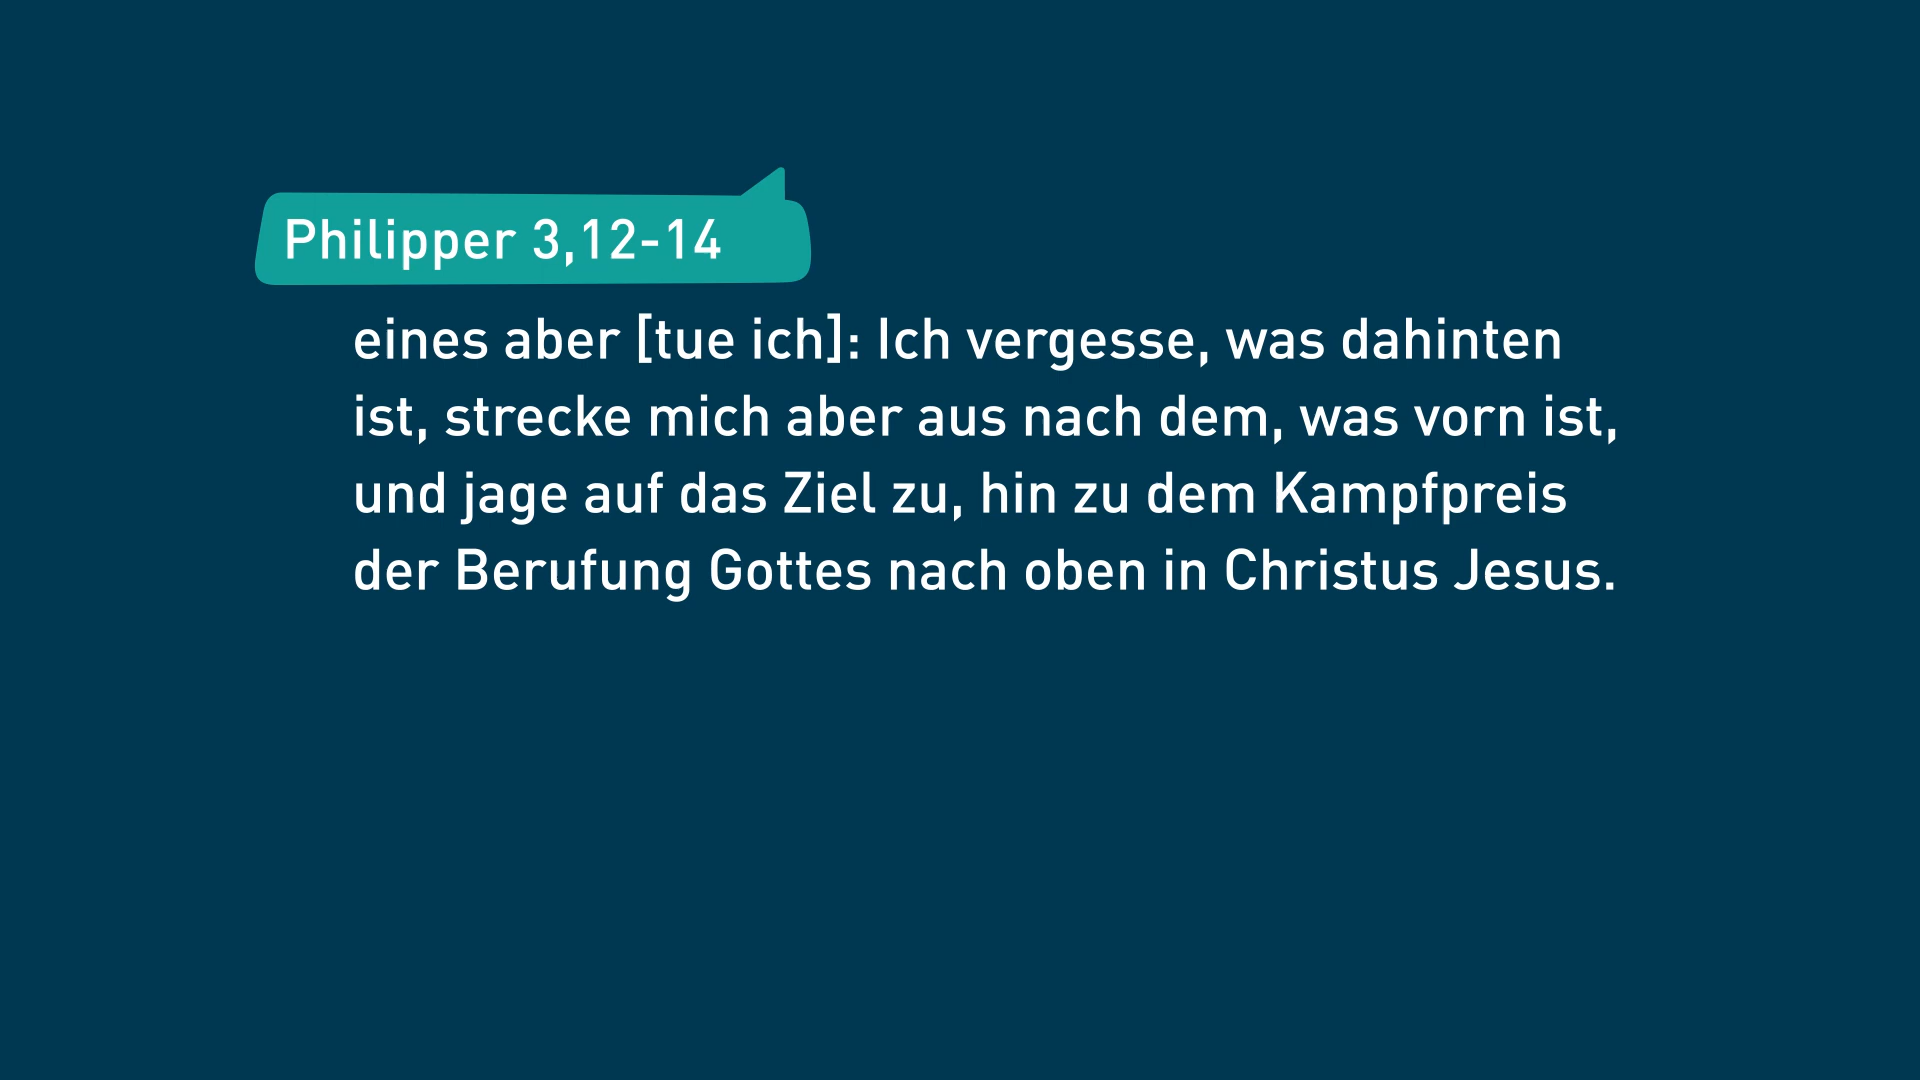 Philipper 3,12-14
eines aber [tue ich]: Ich vergesse, was dahinten
ist, strecke mich aber aus nach dem, was vorn ist,
und jage auf das Ziel zu, hin zu dem Kampfpreis
der Berufung Gottes nach oben in Christus Jesus.